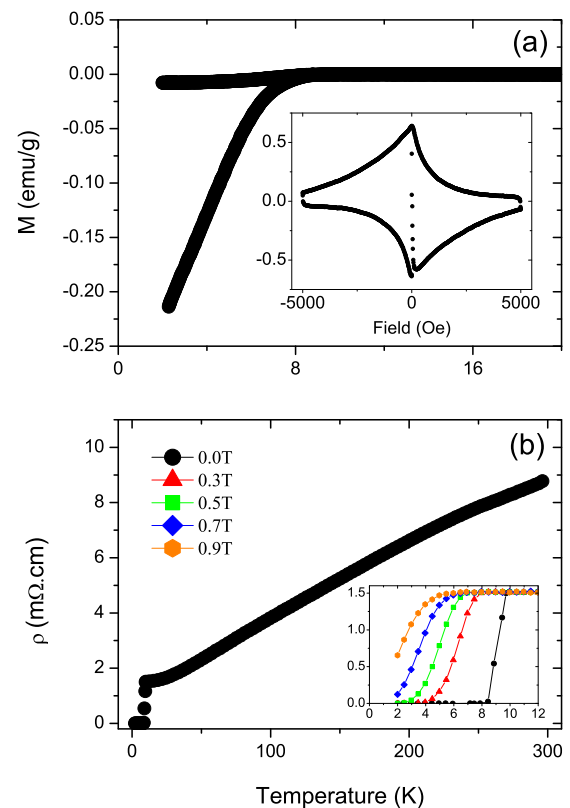 (a)
0.05
0.00
-0.05
-0.10
-0.15
-0.20
-0.25
M (emu/g)
0.5
0.0
-0.5
-5000 0 5000
Field (Oe)
0 8 16
(b)
10
8
6
4
2
0
ρ (mΩ.cm)
0.0T
0.3T
0.5T
0.7T
0.9T
1.5
1.0
0.5
0.0
0 2 4 6 8 10 12
0 100 200 300
Temperature (K)